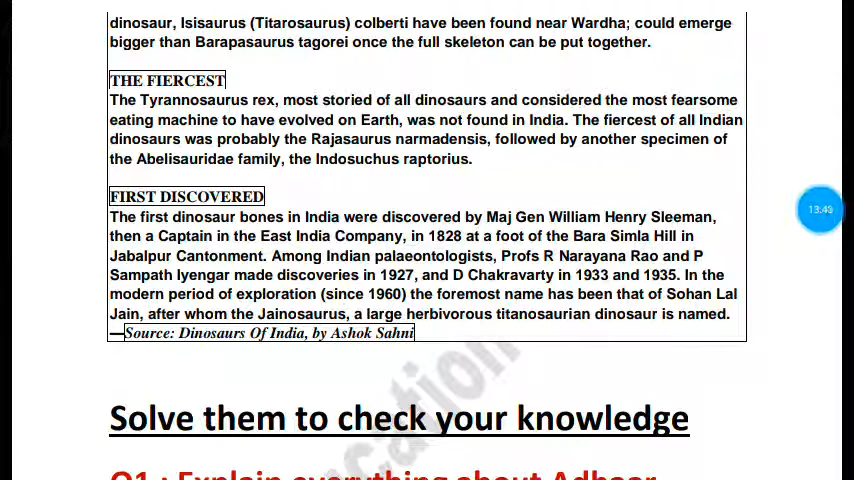 dinosaur, Isisaurus (Titarosaurus) colberti have been found near Wardha; could emerge
bigger than Barapasaurus tagorei once the full skeleton can be put together.
THE FIERCEST
The Tyrannosaurus rex, most storied of all dinosaurs and considered the most fearsome
eating machine to have evolved on Earth, was not found in India. The fiercest of all Indian
dinosaurs was probably the Rajasaurus narmadensis, followed by another specimen of
the Abelisauridae family, the Indosuchus raptorius.
FIRST DISCOVERED
The first dinosaur bones in India were discovered by Maj Gen William Henry Sleeman,
then a Captain in the East India Company, in 1828 at a foot of the Bara Simla Hill in
Jabalpur Cantonment. Among Indian palaeontologists, Profs R Narayana Rao and P
Sampath Iyengar made discoveries in 1927, and D Chakravarty in 1933 and 1935. In the
modern period of exploration (since 1960) the foremost name has been that of Sohan Lal
Jain, after whom the Jainosaurus, a large herbivorous titanosaurian dinosaur is named.
—Source: Dinosaurs Of India, by Ashok Sahni
13:43
Solve them to check your knowledge
Q1 : Explain everything about Adhaar